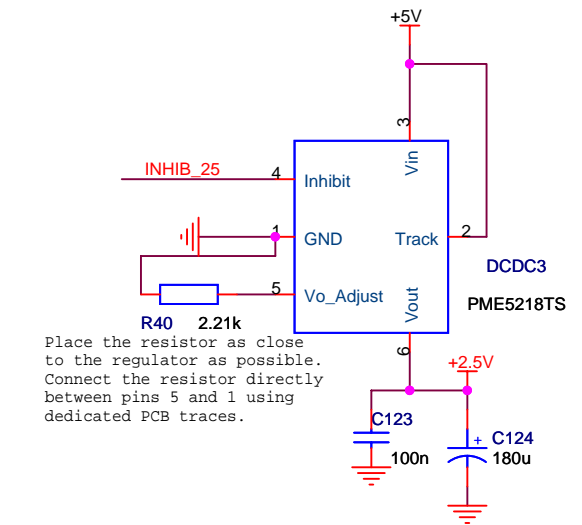 +5V
3
Vin
INHIB_25
4
Inhibit
1
GND
Track
2
DCDC3
5
Vo_Adjust
Vout
PME5218TS
R40
2.21k
6
Place the resistor as close
to the regulator as possible.
Connect the resistor directly
between pins 5 and 1 using
dedicated PCB traces.
+2.5V
C123
100n
+
C124
180u